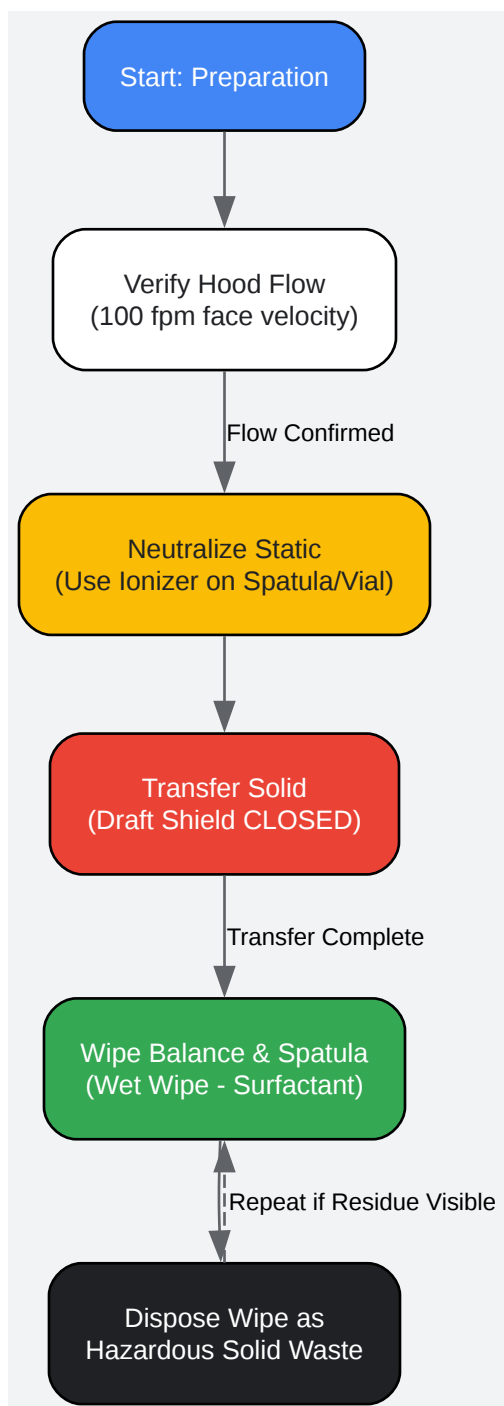 Start: Preparation
Verify Hood Flow
(100 fpm face velocity)
Flow Confirmed
Neutralize Static
(Use Ionizer on Spatula/Vial)
Transfer Solid
(Draft Shield CLOSED)
Transfer Complete
Wipe Balance & Spatula
(Wet Wipe - Surfactant)
Repeat if Residue Visible
Dispose Wipe as
Hazardous Solid Waste